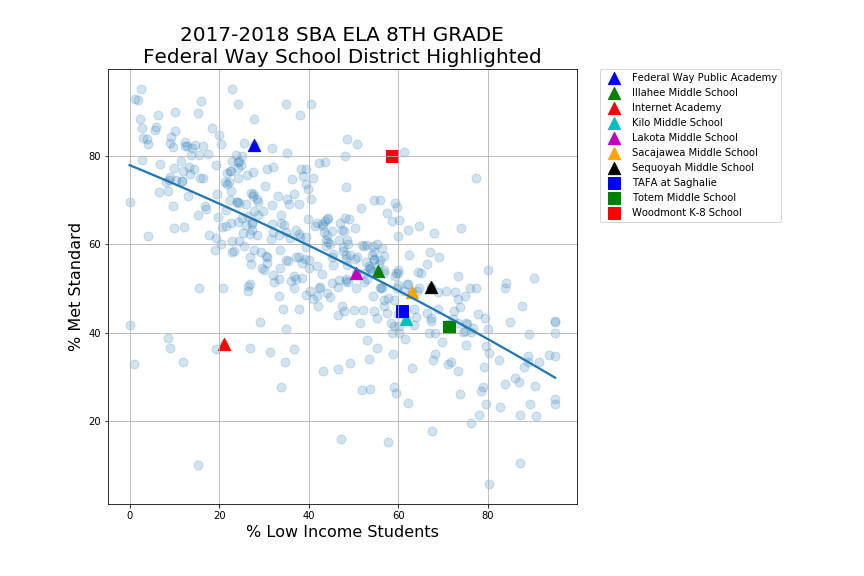 2017-2018 SBA ELA 8TH GRADE
Federal Way School District Highlighted
Federal Way Public Academy
Illahee Middle School
Internet Academy
Kilo Middle School
Lakota Middle School
Sacajawea Middle School
Sequoyah Middle School
TAFA at Saghalie
Totem Middle School
Woodmont K-8 School
% Met Standard
80
60
40
20
0 20 40 60 80
% Low Income Students